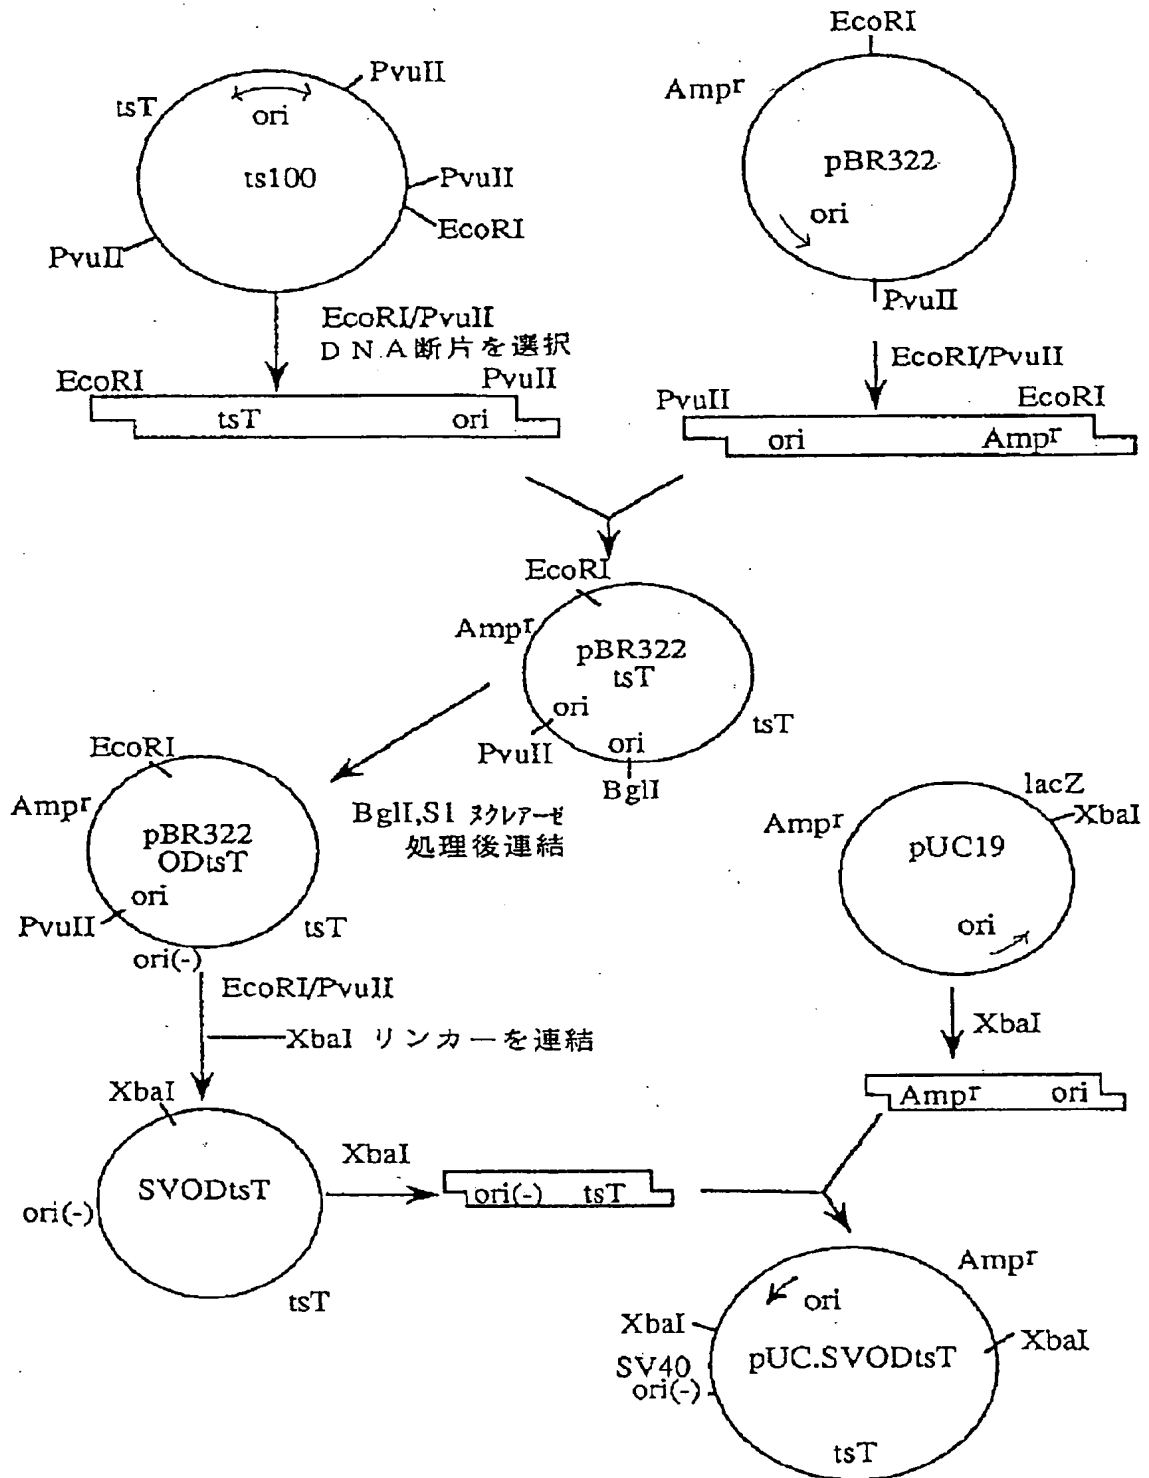 EcoRI
PvuII
tsT
ori
ts100
PvuII
EcoRI
PvuII
Ampr
pBR322
ori
PvuII
EcoRI/PvuII
DNA断片を選択
EcoRI/PvuII
EcoRI
PvuII
tsT
ori
PvuII
EcoRI
ori
Ampr
EcoRI
Ampr
pBR322
tsT
ori
PvuII
ori
tsT
BglI
BglI,S1 ヌクレアーゼ
処理後連結
EcoRI
Ampr
pBR322
ODtsT
ori
PvuII
tsT
ori(-)
lacZ
XbaI
Ampr
pUC19
ori
EcoRI/PvuII
XbaI リンカーを連結
XbaI
Ampr
ori
XbaI
SVODtsT
ori(-)
tsT
XbaI
ori(-)
tsT
Ampr
ori
XbaI
XbaI
SV40
ori(-)
pUC.SVODtsT
tsT